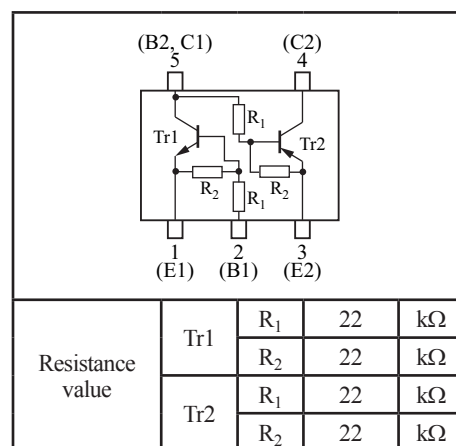 (B2, C1) (C2)
5 4
R1
Tr1 Tr2
R2 R2
R1
1 2 3
(E1) (B1) (E2)
Resistance value Tr1 R1 22 kΩ
R2 22 kΩ
Tr2 R1 22 kΩ
R2 22 kΩ